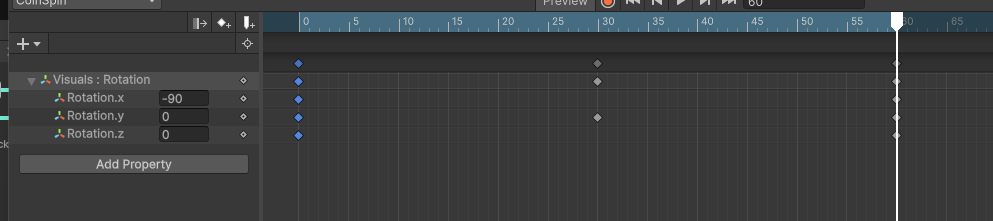 CoinSpin
Preview 60
0 5 10 15 20 25 30 35 40 45 50 55 60 65
Visuals : Rotation
Rotation.x -90
Rotation.y 0
Rotation.z 0
Add Property